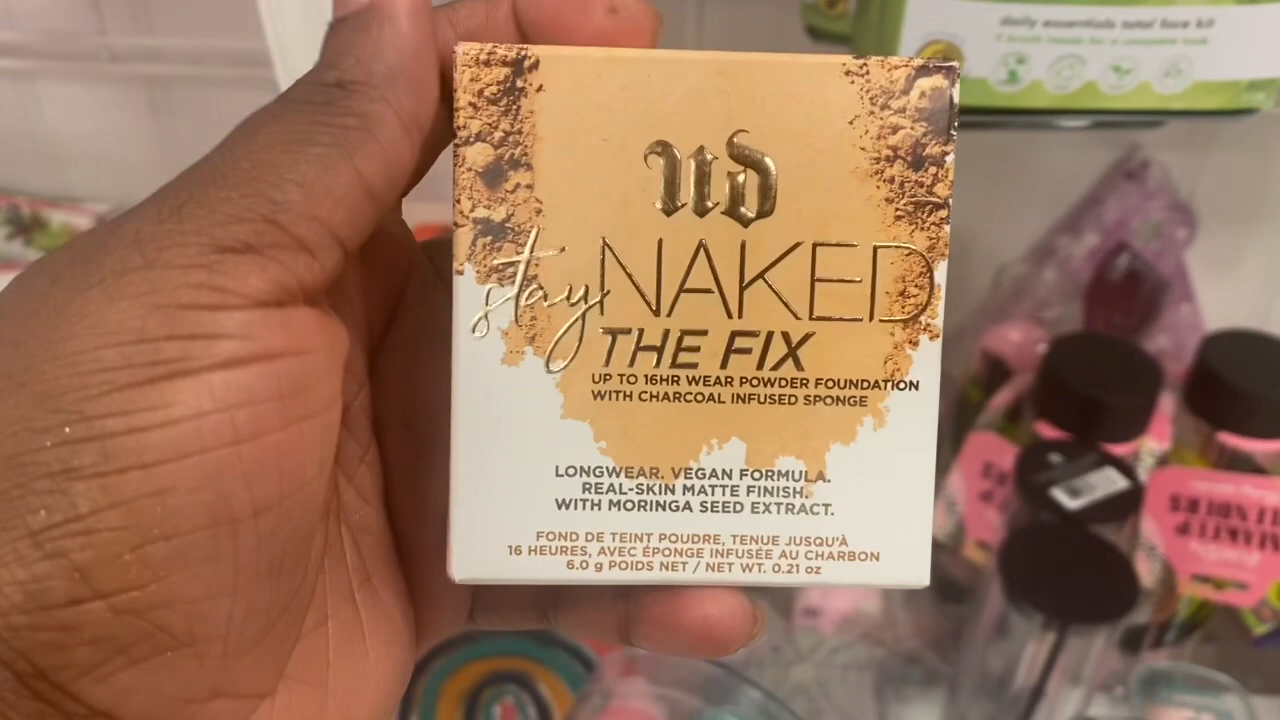 daily essentials total face kit
UD
stay NAKED
THE FIX
UP TO 16HR WEAR POWDER FOUNDATION
WITH CHARCOAL INFUSED SPONGE
LONGWEAR. VEGAN FORMULA.
REAL-SKIN MATTE FINISH.
WITH MORINGA SEED EXTRACT.
FOND DE TEINT POUDRE, TENUE JUSQU'À
16 HEURES, AVEC ÉPONGE INFUSÉE AU CHARBON
6.0 g POIDS NET / NET WT. 0.21 oz
MAKEUP